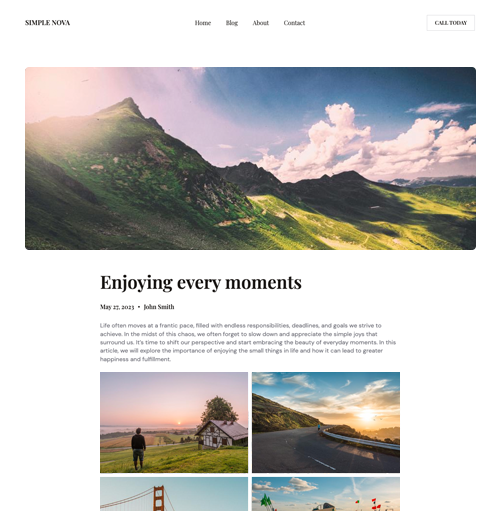 SIMPLE NOVA
Home Blog About Contact
CALL TODAY
Enjoying every moments
May 27, 2023 • John Smith
Life often moves at a frantic pace, filled with endless responsibilities, deadlines, and goals we strive to
achieve. In the midst of this chaos, we often forget to slow down and appreciate the simple joys that
surround us. It's time to shift our perspective and start embracing the beauty of everyday moments. In this
article, we will explore the importance of enjoying the small things in life and how it can lead to greater
happiness and fulfillment.